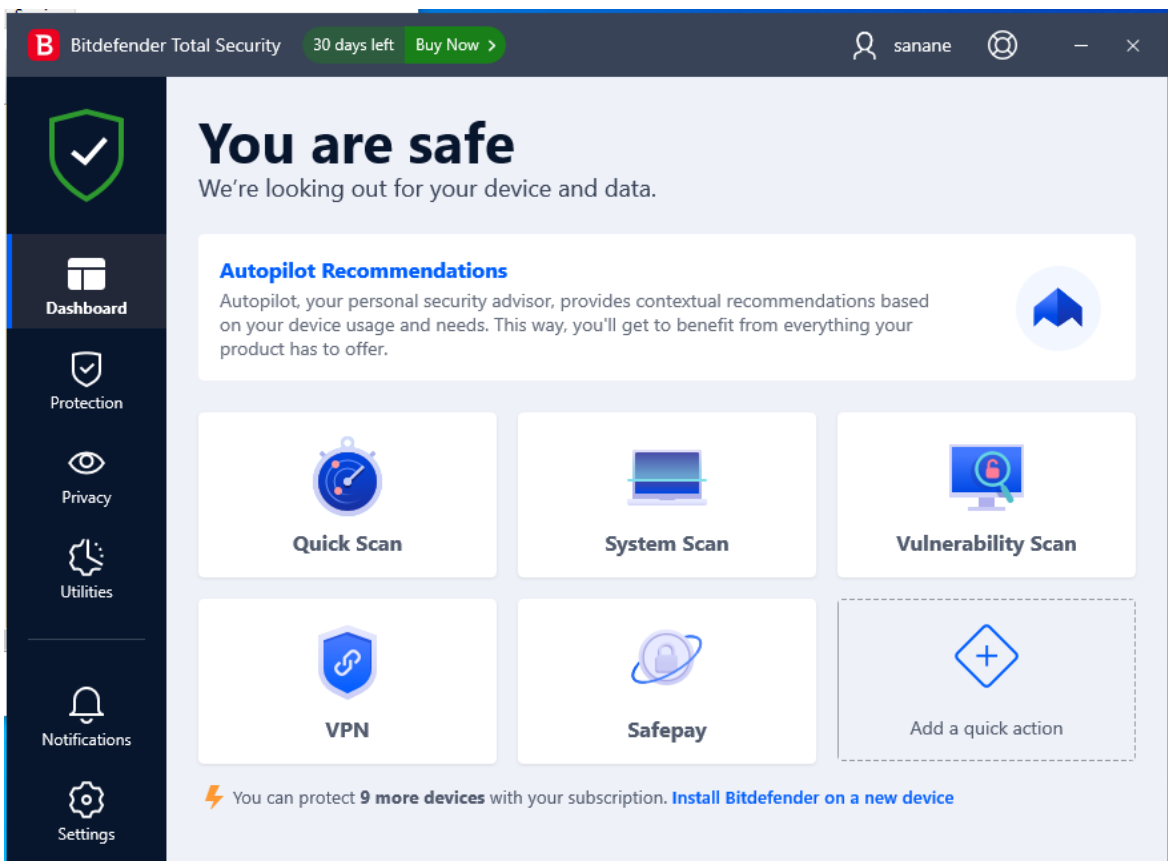 B Bitdefender Total Security 30 days left Buy Now > sanane
You are safe
We're looking out for your device and data.
Autopilot Recommendations
Autopilot, your personal security advisor, provides contextual recommendations based
on your device usage and needs. This way, you'll get to benefit from everything your
product has to offer.
Dashboard
Protection
Privacy
Utilities
Notifications
Settings
Quick Scan
System Scan
Vulnerability Scan
VPN
Safepay
Add a quick action
You can protect 9 more devices with your subscription. Install Bitdefender on a new device